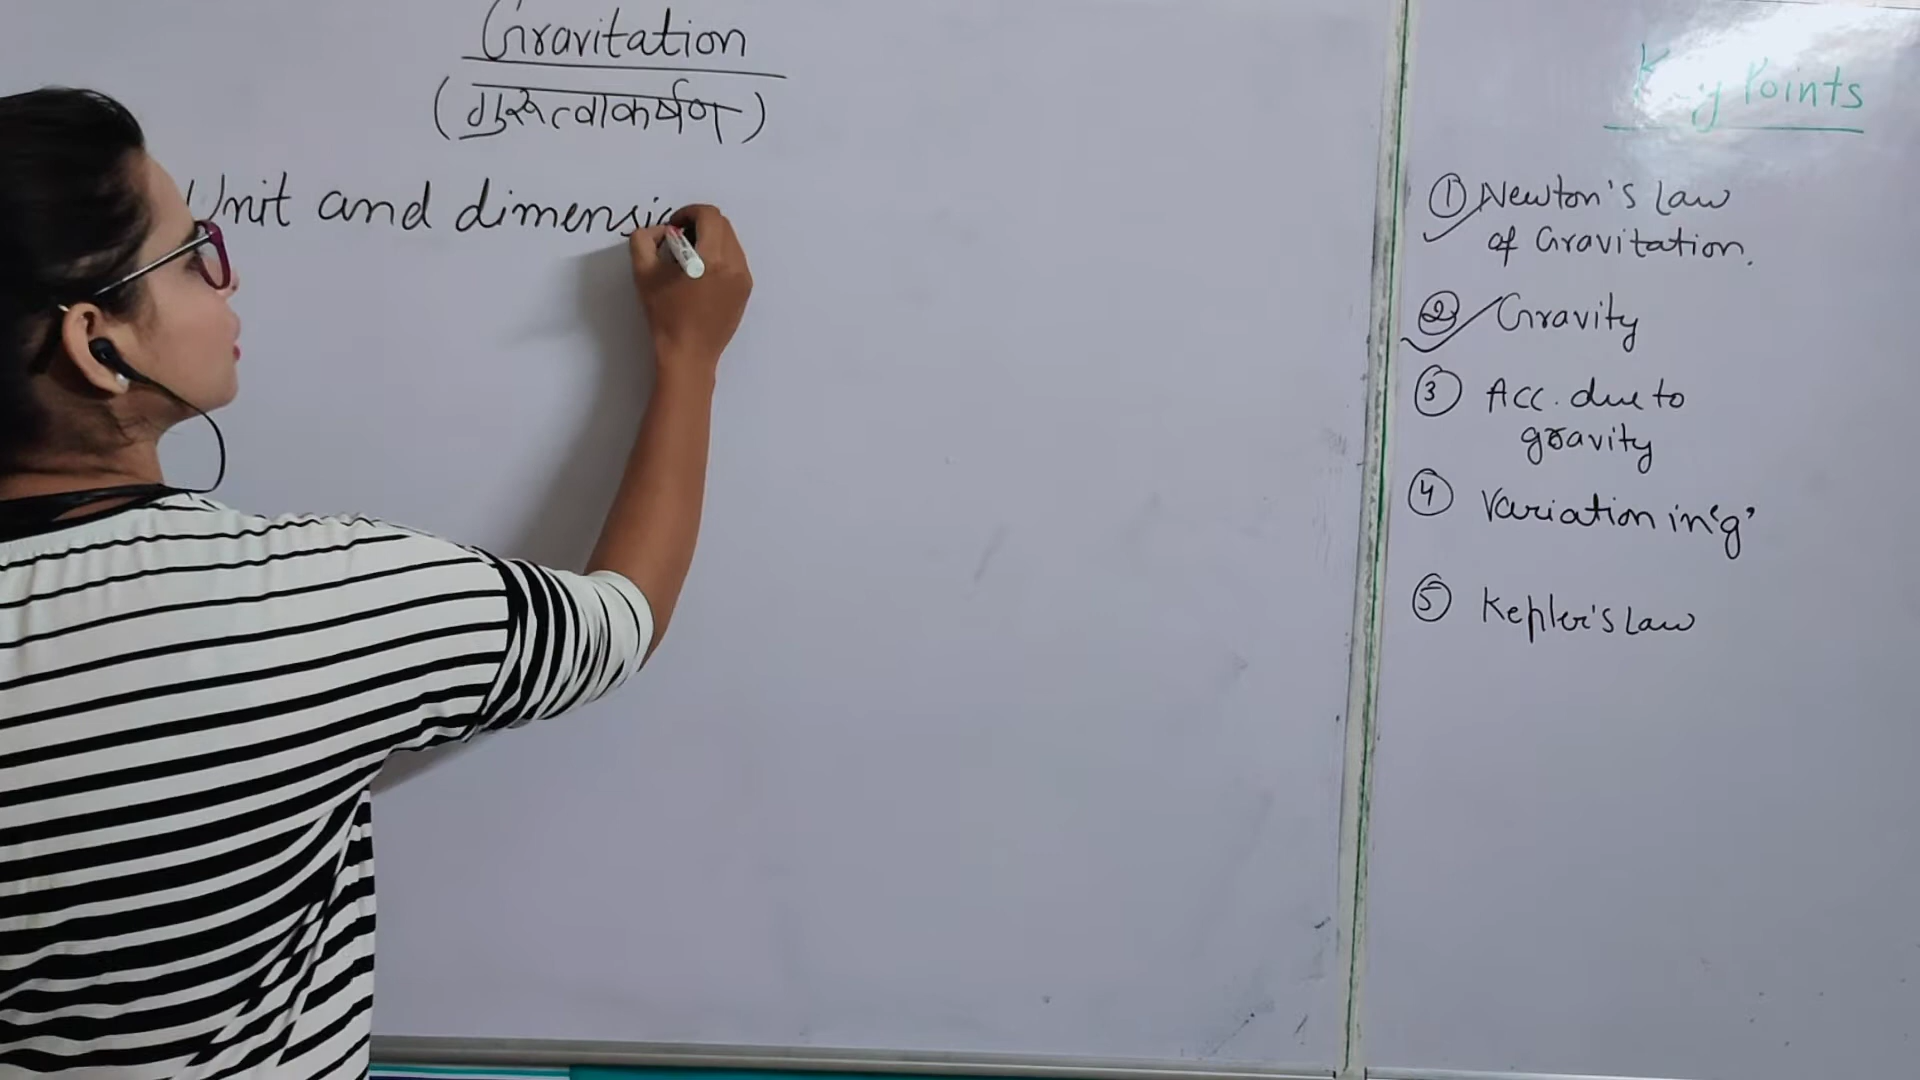 Gravitation
(गुरूत्वाकर्षण)
Unit and dimensio
Key Points
① Newton's Law
of Gravitation.
② Gravity
③ Acc. due to
gravity
④ Variation in 'g'
⑤ Kepler's Law